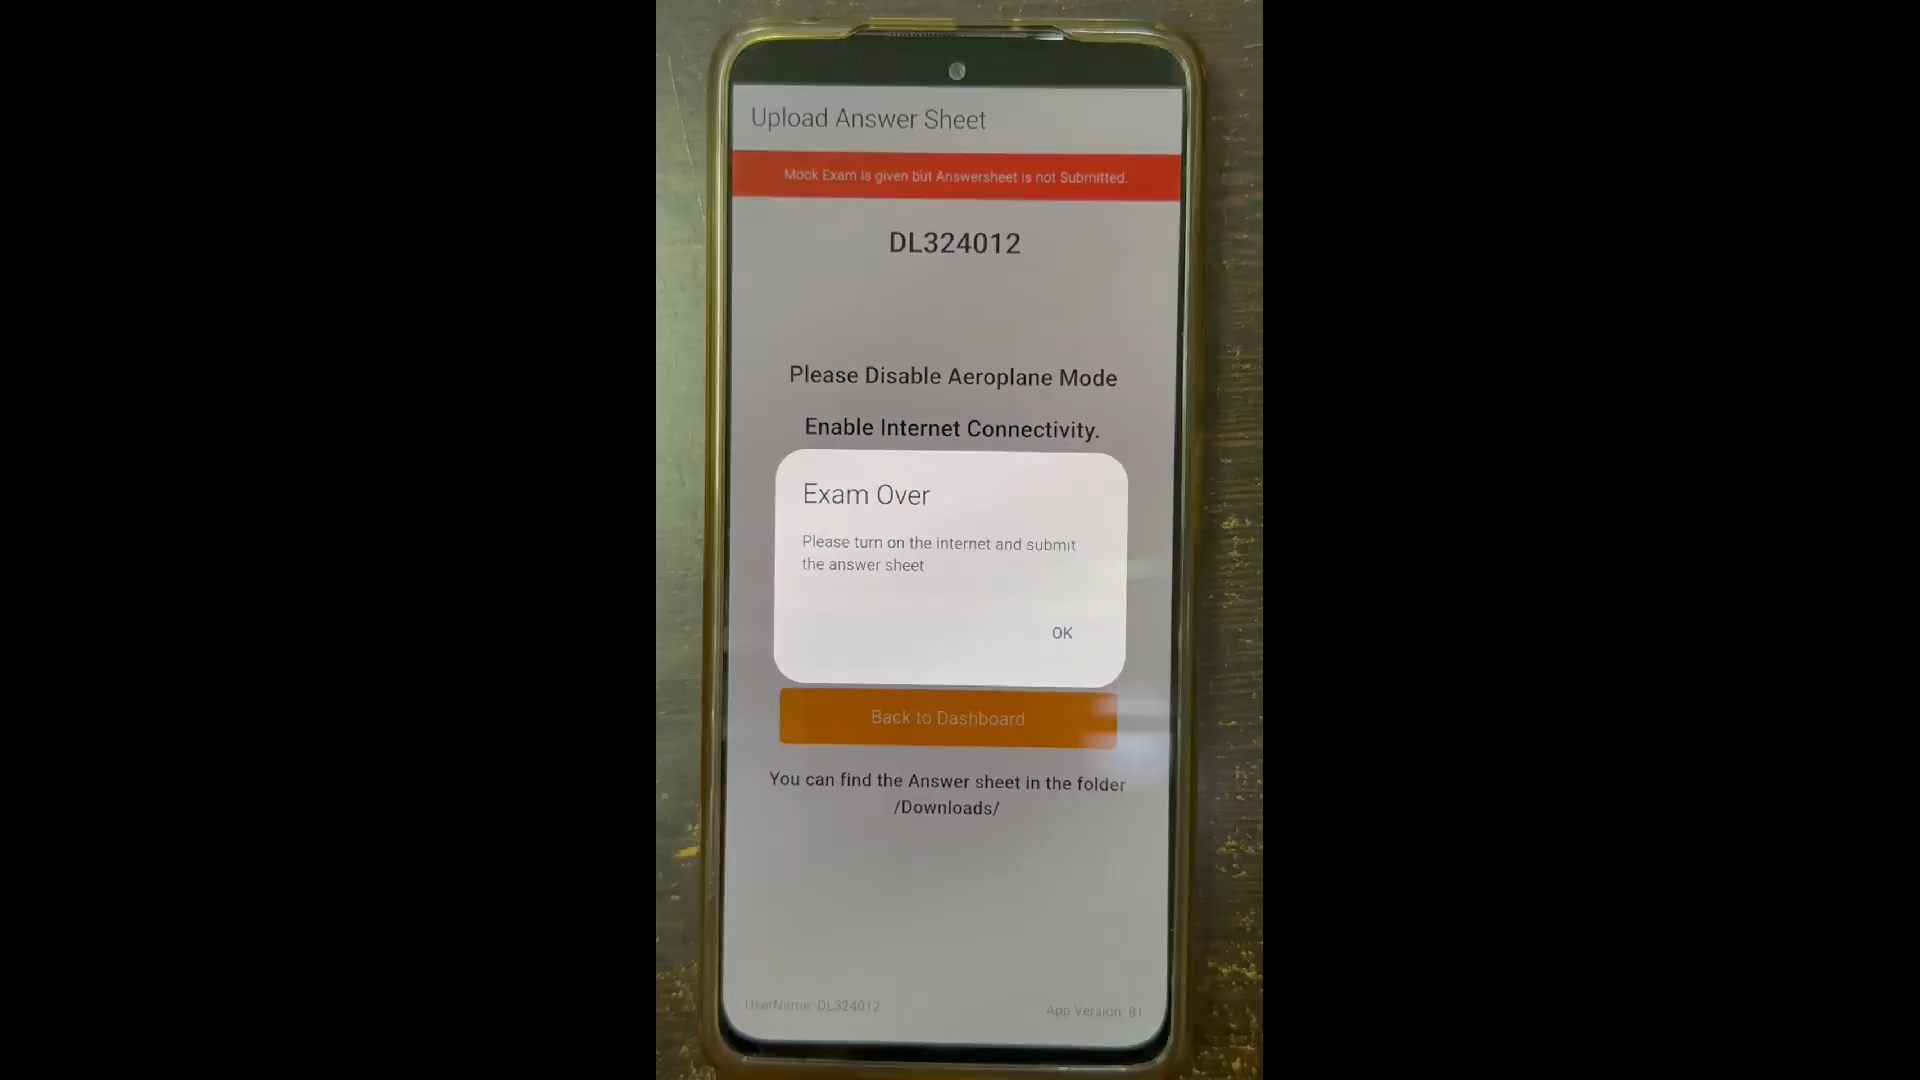 Upload Answer Sheet
Mock Exam is given but Answersheet is not Submitted.
DL324012
Please Disable Aeroplane Mode
Enable Internet Connectivity.
Exam Over
Please turn on the internet and submit
the answer sheet
OK
Back to Dashboard
You can find the Answer sheet in the folder
/Downloads/
UserName: DL324012
App Version: 81